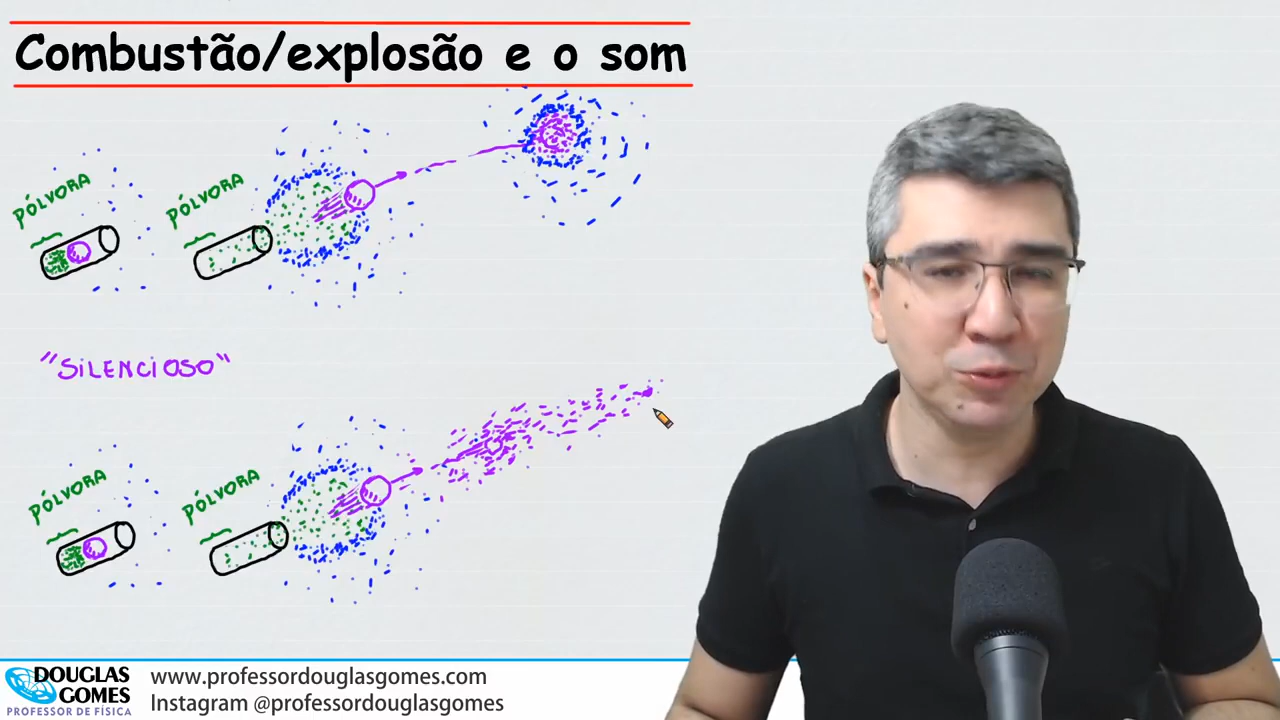 Combustão/explosão e o som
PÓLVORA
PÓLVORA
"SILENCIOSO"
PÓLVORA
PÓLVORA
DOUGLAS
GOMES
PROFESSOR DE FÍSICA
www.professordouglasgomes.com
Instagram @professordouglasgomes